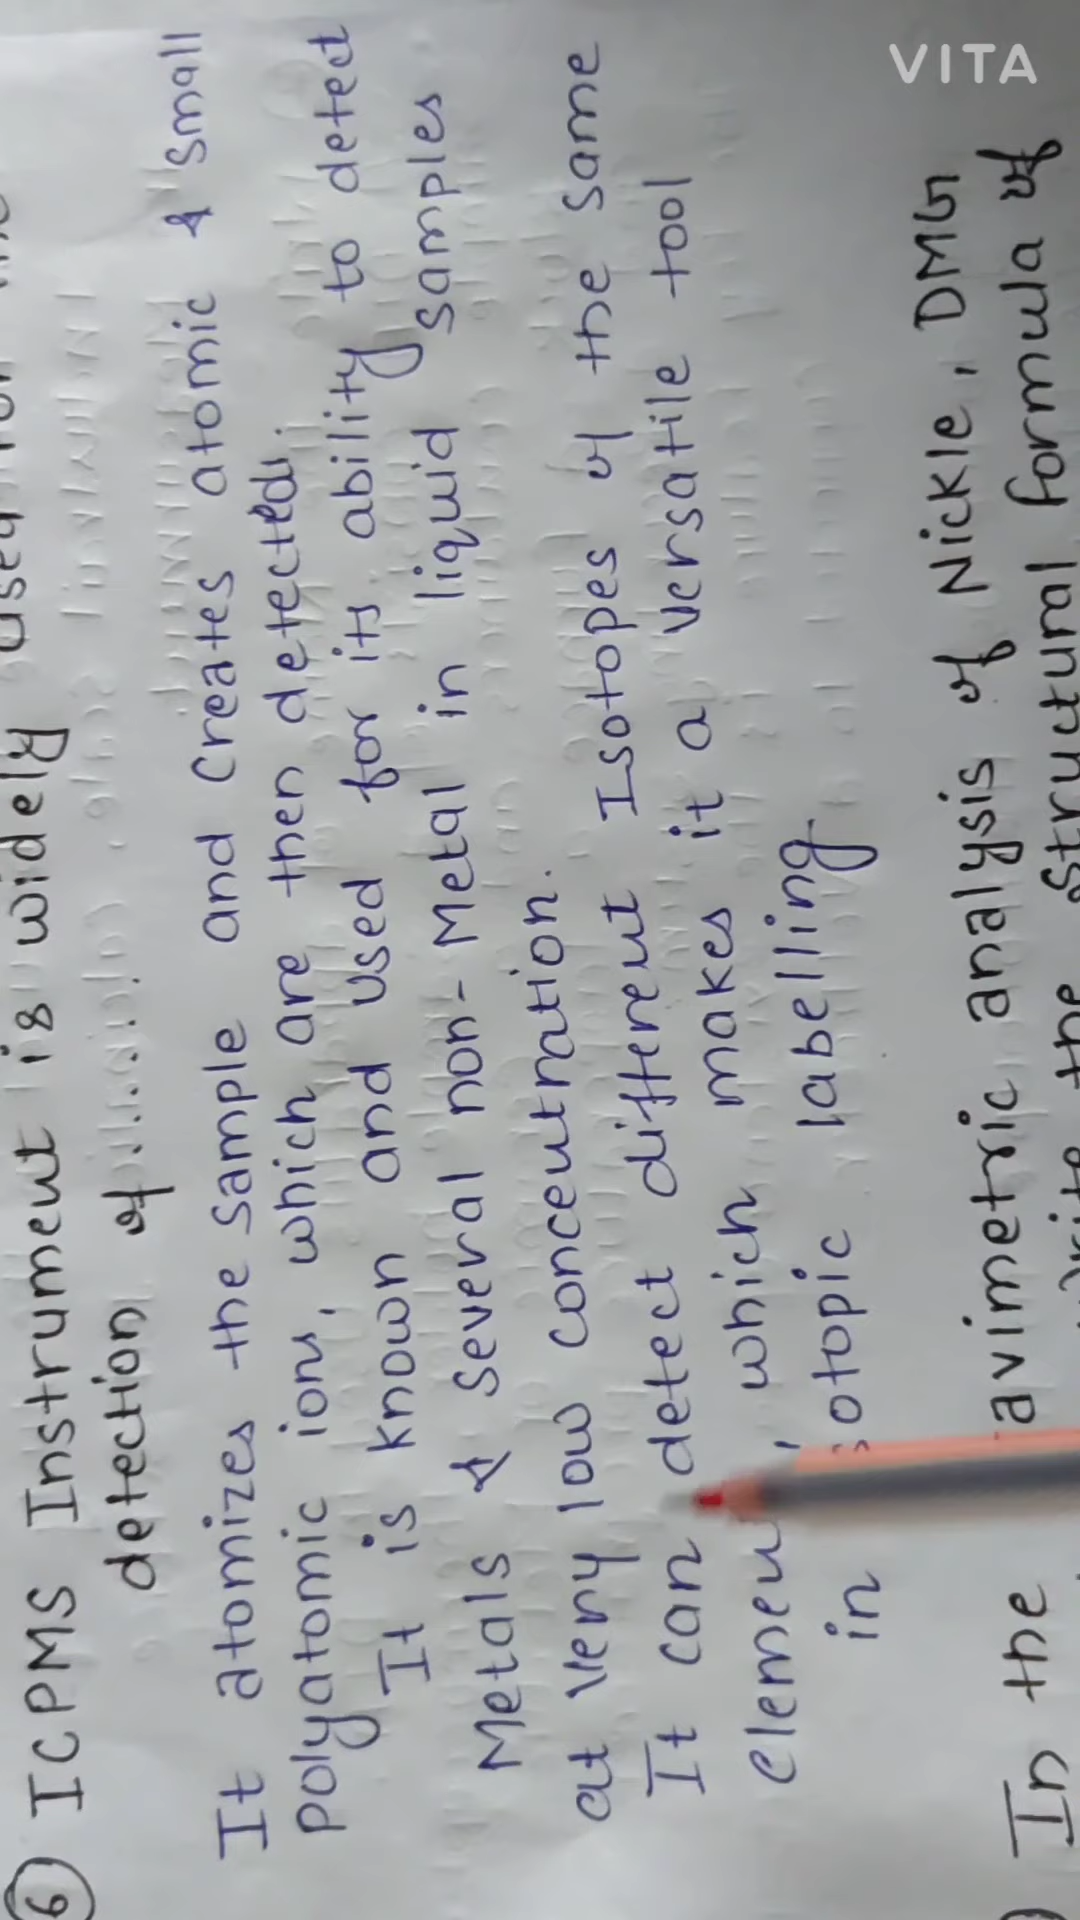 VITA
used for the
6 ICPMS Instrument is widely
detection of......
It atomizes the sample and creates atomic & small
polyatomic ions, which are then detected.
It is known and used for its ability to detect
Metals & several non-Metal in liquid samples
at very low concentration.
It can detect different Isotopes of the same
element, which makes it a versatile tool
in isotopic labelling
In the avimetric analysis of Nickle, DMG
the structural formula of